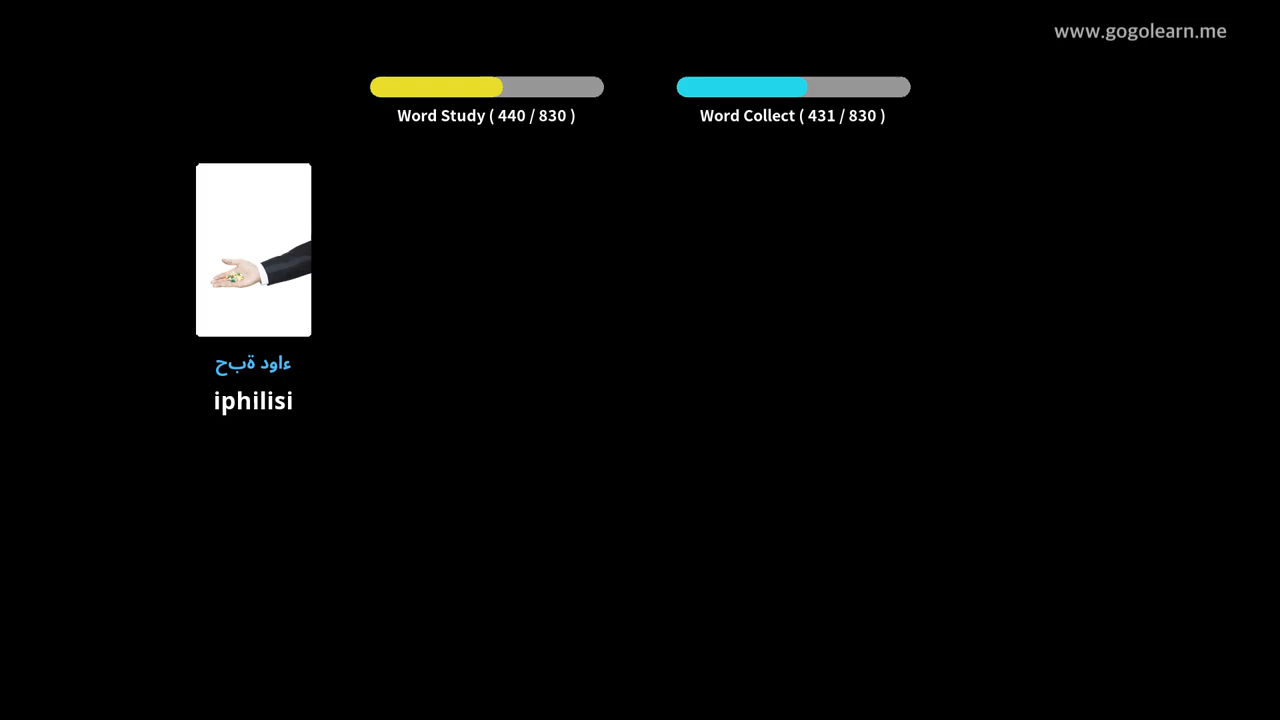 www.gogolearn.me
Word Study ( 440 / 830 )
Word Collect ( 431 / 830 )
ءاود ةبح
iphilisi